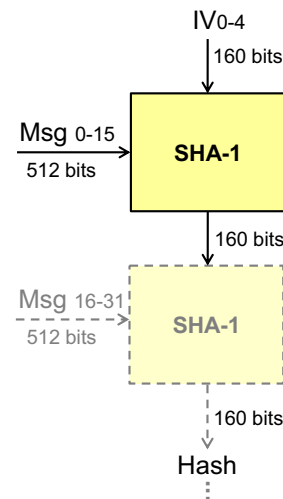 IV0-4
160 bits
Msg 0-15
512 bits
SHA-1
160 bits
Msg 16-31
512 bits
SHA-1
160 bits
Hash